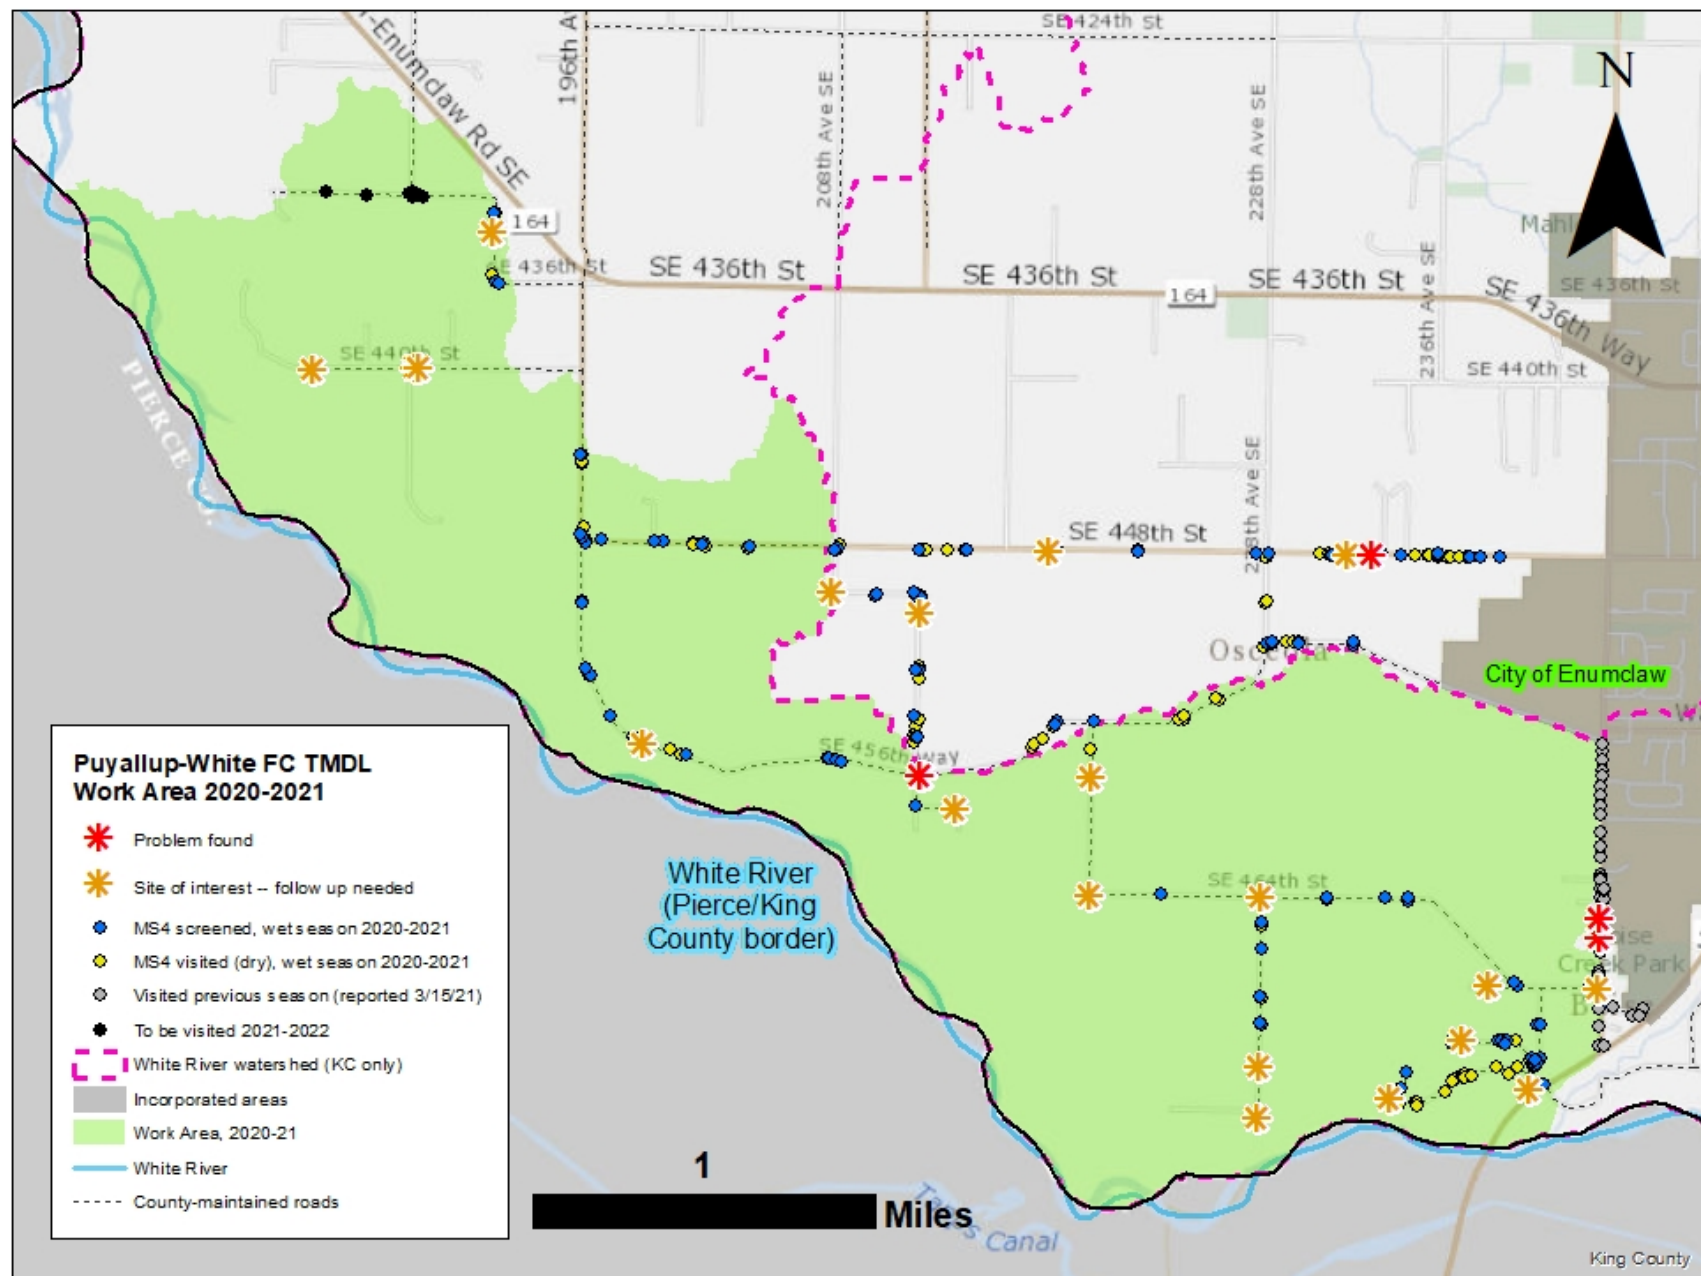 SE 424th St
-Enumclaw Rd SE
196th A
208th Ave SE
228th Ave SE
N
164
SE 436th St
SE 436th St
SE 436th St
164
SE 436th St
SE 436th St
SE 436th Way
236th Ave SE
SE 440th St
SE 440th St
PIERCE CO.
SE 448th St
228th Ave SE
Osceola
City of Enumclaw
SE 456th Way
SE 464th St
White River
(Pierce/King
County border)
Creek Park
Puyallup-White FC TMDL
Work Area 2020-2021
Problem found
Site of interest -- follow up needed
MS4 screened, wet season 2020-2021
MS4 visited (dry), wet season 2020-2021
Visited previous season (reported 3/15/21)
To be visited 2021-2022
White River watershed (KC only)
Incorporated areas
Work Area, 2020-21
White River
County-maintained roads
1
Miles
Canal
King County